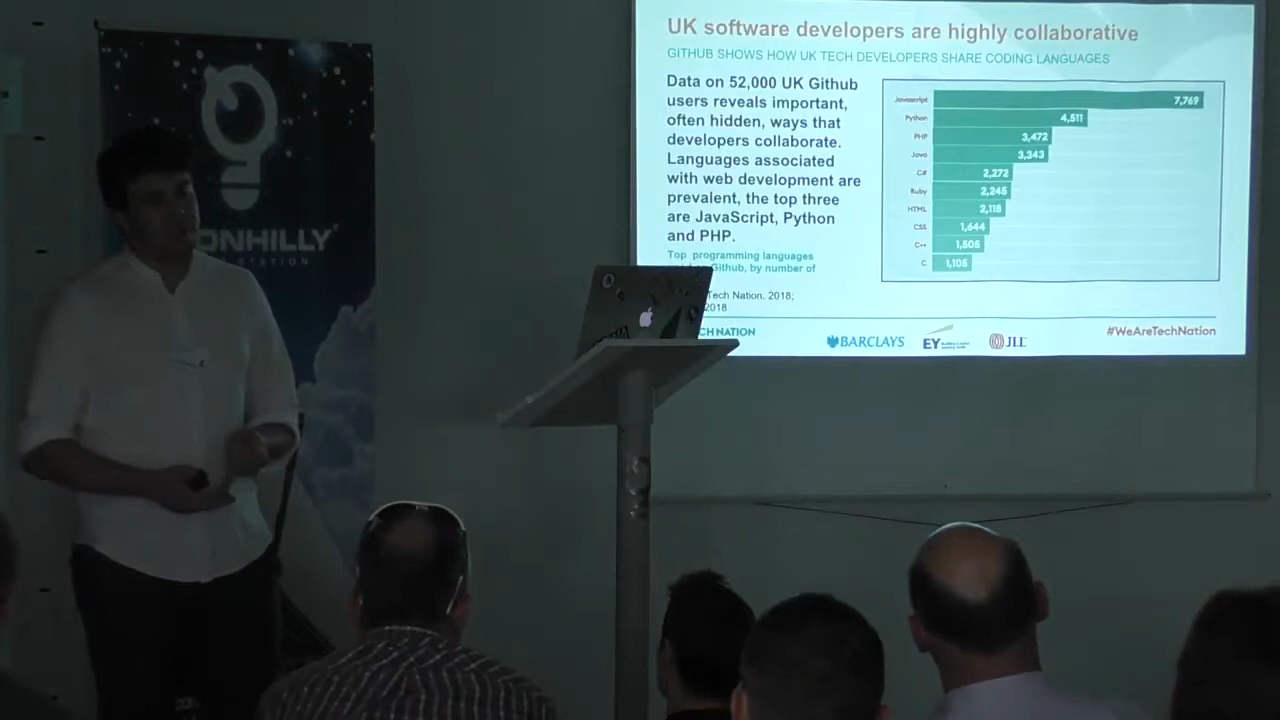 UK software developers are highly collaborative
GITHUB SHOWS HOW UK TECH DEVELOPERS SHARE CODING LANGUAGES
Data on 52,000 UK Github
users reveals important,
often hidden, ways that
developers collaborate.
Languages associated
with web development are
prevalent, the top three
are JavaScript, Python
and PHP.
Top programming languages
Github, by number of
Tech Nation, 2018;
2018
Javascript 7,769
Python 4,511
PHP 3,472
Java 3,343
C# 2,272
Ruby 2,245
HTML 2,118
CSS 1,644
C++ 1,505
C 1,105
CH NATION
BARCLAYS
EY
JLL
#WeAreTechNation
ONHILLY
STATION